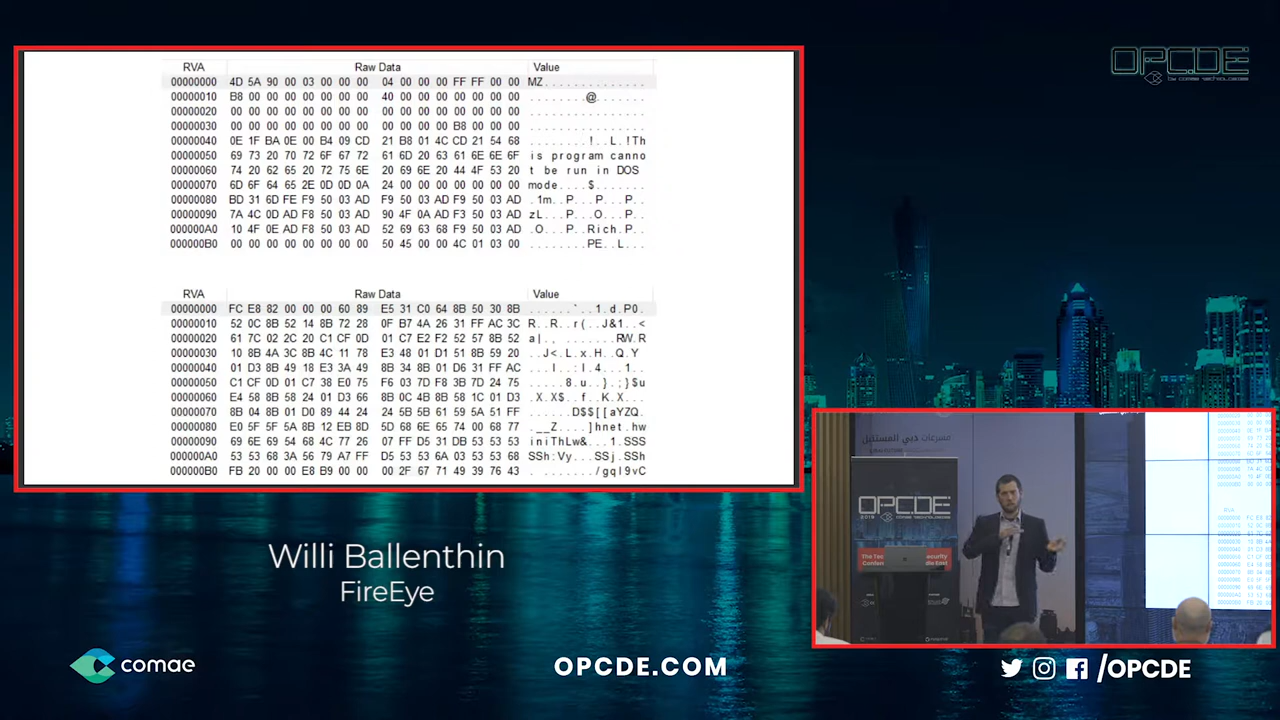 RVA Raw Data Value
00000000 4D 5A 90 00 03 00 00 00 04 00 00 00 FF FF 00 00 MZ..............
00000010 B8 00 00 00 00 00 00 00 40 00 00 00 00 00 00 00 ........@.......
00000020 00 00 00 00 00 00 00 00 00 00 00 00 00 00 00 00 ................
00000030 00 00 00 00 00 00 00 00 00 00 00 00 B8 00 00 00 ................
00000040 0E 1F BA 0E 00 B4 09 CD 21 B8 01 4C CD 21 54 68 ........!..L.!Th
00000050 69 73 20 70 72 6F 67 72 61 6D 20 63 61 6E 6E 6F is program canno
00000060 74 20 62 65 20 72 75 6E 20 69 6E 20 44 4F 53 20 t be run in DOS
00000070 6D 6F 64 65 2E 0D 0D 0A 24 00 00 00 00 00 00 00 mode....$.......
00000080 BD 31 6D FE F9 50 03 AD F9 50 03 AD F9 50 03 AD .1m..P...P...P..
00000090 7A 4C 0D AD F8 50 03 AD 90 4F 0A AD F3 50 03 AD zL...P...O...P..
000000A0 10 4F 0E AD F8 50 03 AD 52 69 63 68 F9 50 03 AD .O...P..Rich.P..
000000B0 00 00 00 00 00 00 00 00 50 45 00 00 4C 01 03 00 ........PE..L...
RVA Raw Data Value
00000000 FC E8 82 00 00 00 60 89 E5 31 C0 64 8B 50 30 8B ......`..1.d.P0.
00000010 52 0C 8B 52 14 8B 72 28 0F B7 4A 26 31 FF AC 3C R..R..r(..J&1..<
00000020 61 7C 02 2C 20 C1 CF 0D 01 C7 E2 F2 52 57 8B 52 a|., ........RW.R
00000030 10 8B 4A 3C 8B 4C 11 78 E3 48 01 D1 51 8B 59 20 ..J<.L.x.H..Q.Y
00000040 01 D3 8B 49 18 E3 3A 49 8B 34 8B 01 D6 31 FF AC ...I..:I.4...1..
00000050 C1 CF 0D 01 C7 38 E0 75 F6 03 7D F8 3B 7D 24 75 .....8.u..}.;}$u
00000060 E4 58 8B 58 24 01 D3 66 8B 0C 4B 8B 58 1C 01 D3 .X.X$..f..K.X...
00000070 8B 04 8B 01 D0 89 44 24 24 5B 5B 61 59 5A 51 FF ......D$$[[aYZQ.
00000080 E0 5F 5F 5A 8B 12 EB 8D 5D 68 6E 65 74 00 68 77 .__Z....]hnet.hw
00000090 69 6E 69 54 68 4C 77 26 07 FF D5 31 DB 53 53 53 iniThLw&...1.SSS
000000A0 53 53 68 3A 56 79 A7 FF D5 53 53 6A 03 53 53 68 SSh:Vy...SSj.SSh
000000B0 FB 20 00 00 E8 B9 00 00 00 2F 67 71 49 39 76 43 . ......./gqI9vC
OPCDE
BY COMAE TECHNOLOGIES
مسرعات دبي المستقبل
OPCDE
2019
COMAE TECHNOLOGIES
RVA
Willi Ballenthin
FireEye
comae
OPCDE.COM
/OPCDE